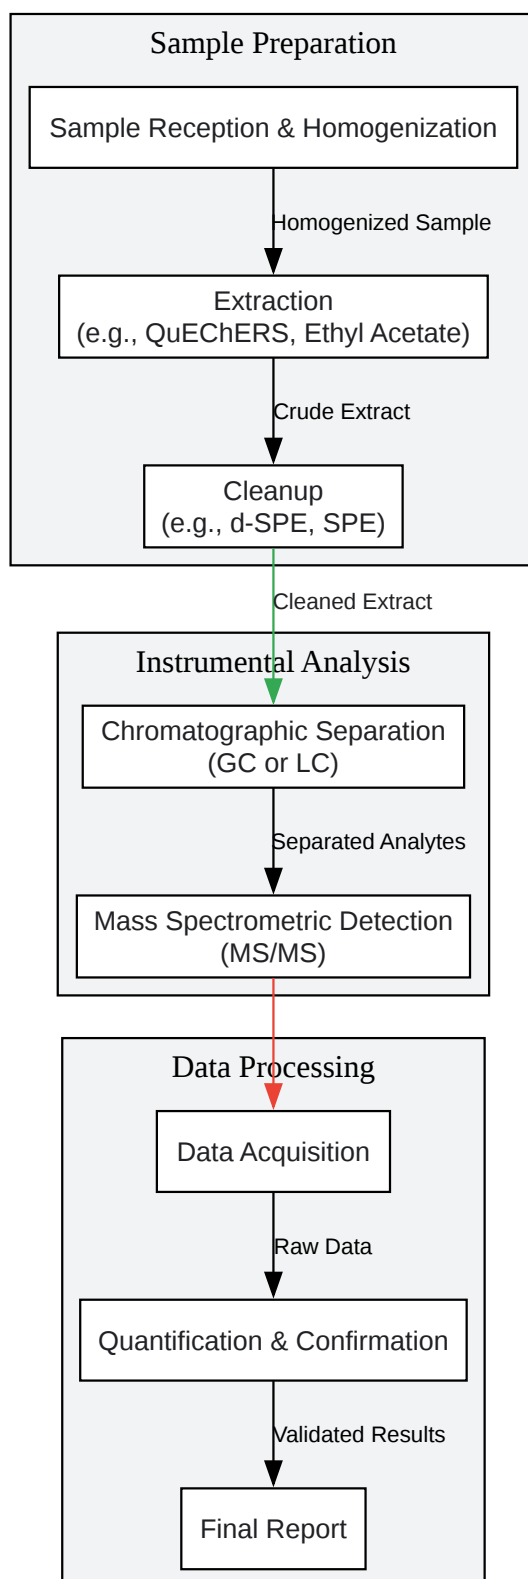 Sample Preparation
Sample Reception & Homogenization
Homogenized Sample
Extraction
(e.g., QuEChERS, Ethyl Acetate)
Crude Extract
Cleanup
(e.g., d-SPE, SPE)
Cleaned Extract
Instrumental Analysis
Chromatographic Separation
(GC or LC)
Separated Analytes
Mass Spectrometric Detection
(MS/MS)
Data Processing
Data Acquisition
Raw Data
Quantification & Confirmation
Validated Results
Final Report